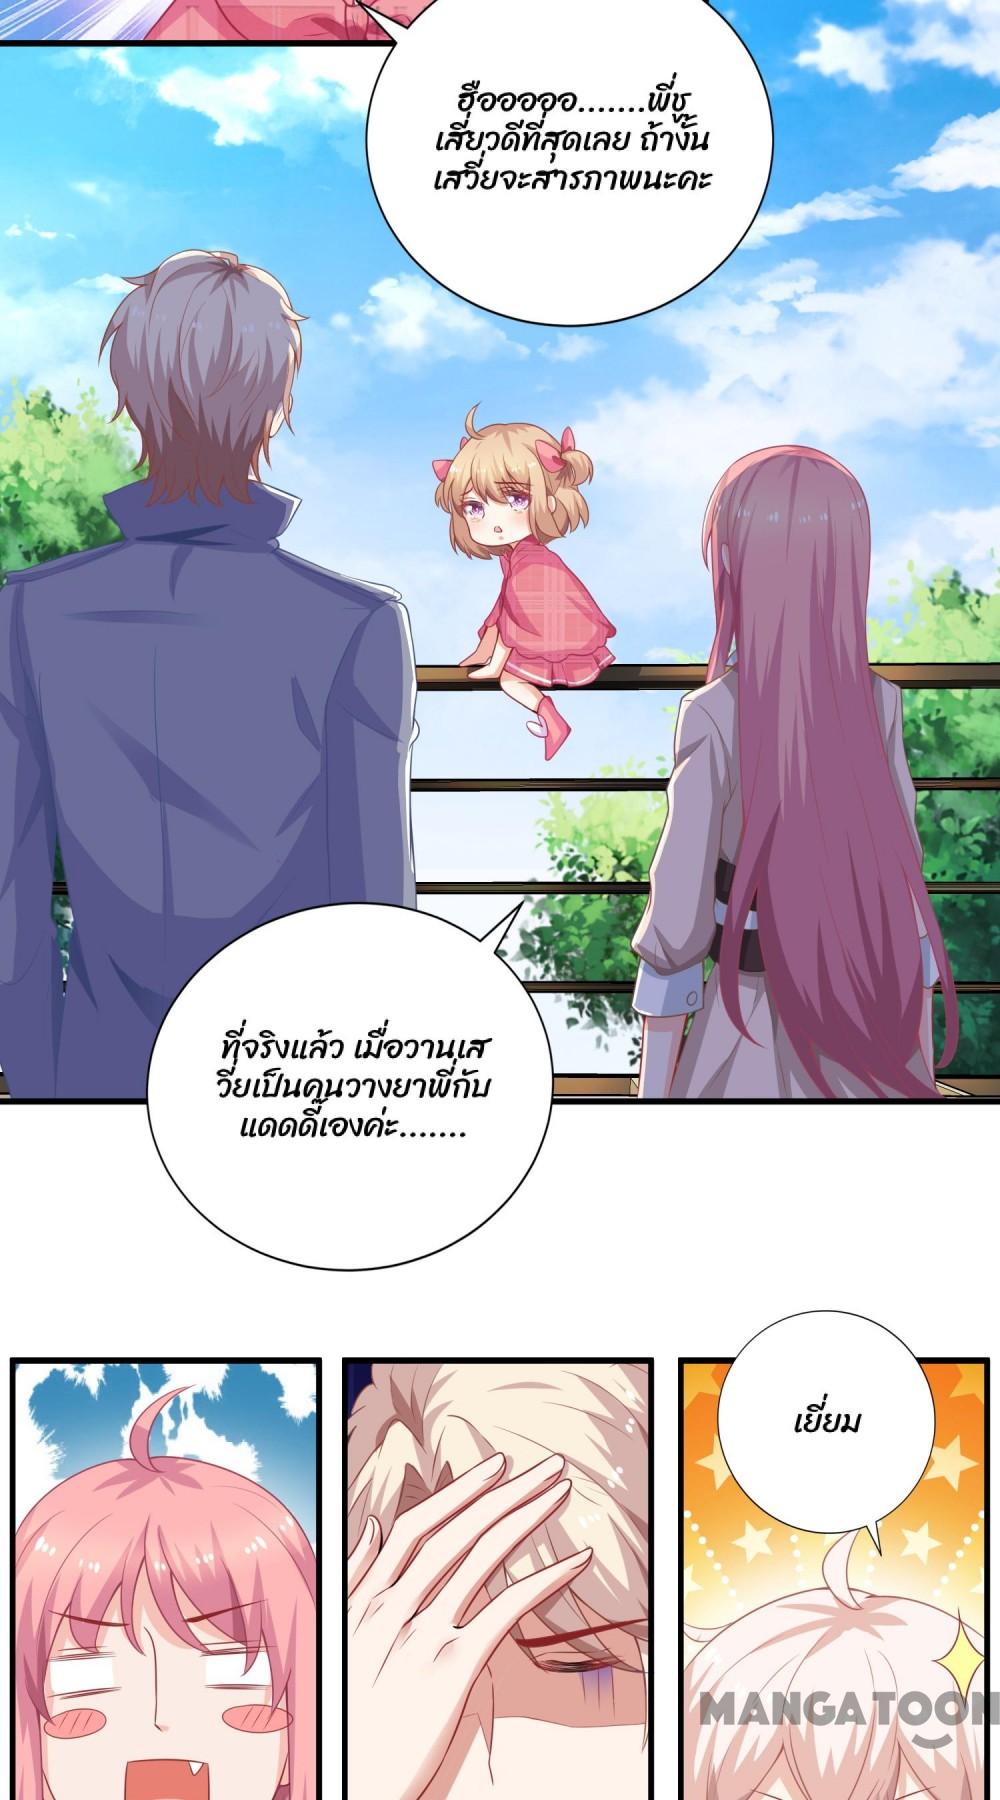 ฮืออออออ.......พี่ชู
เสี่ยวดีที่สุดเลย ถ้างั้น
เสวี่ยจะสารภาพนะคะ
ที่จริงแล้ว เมื่อวานเส
วี่ยเป็นคนวางยาพี่กับ
แดดดี๊เองค่ะ.......
เยี่ยม
MANGATOON